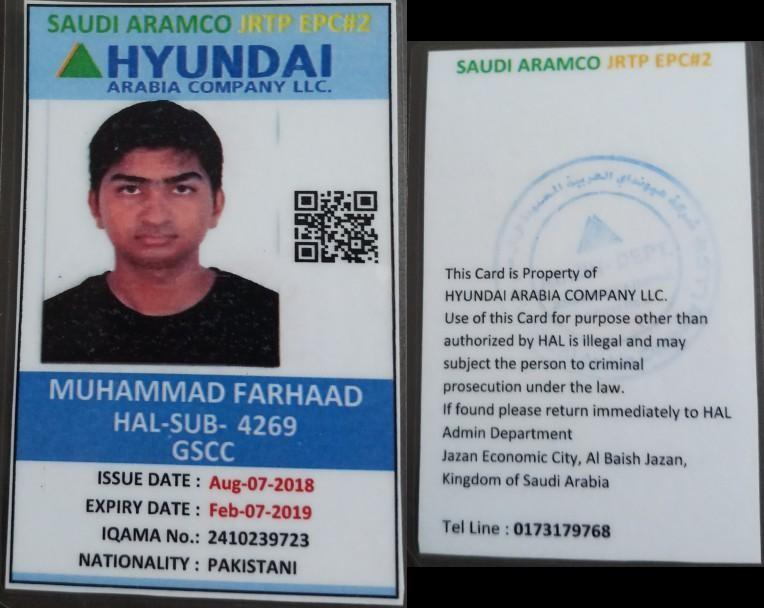 SAUDI ARAMCO JRTP EPC#2
HYUNDAI
ARABIA COMPANY LLC.
MUHAMMAD FARHAAD
HAL-SUB- 4269
GSCC
ISSUE DATE : Aug-07-2018
EXPIRY DATE : Feb-07-2019
IQAMA No.: 2410239723
NATIONALITY : PAKISTANI
SAUDI ARAMCO JRTP EPC#2
This Card is Property of
HYUNDAI ARABIA COMPANY LLC.
Use of this Card for purpose other than
authorized by HAL is illegal and may
subject the person to criminal
prosecution under the law.
If found please return immediately to HAL
Admin Department
Jazan Economic City, Al Baish Jazan,
Kingdom of Saudi Arabia
Tel Line : 0173179768
شركة هيونداي العربية
DEPT.